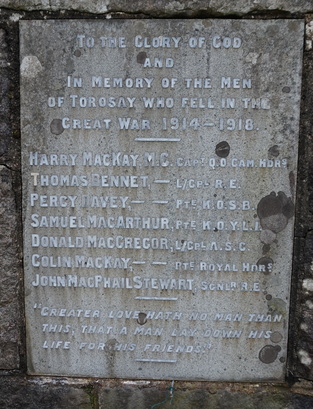 TO THE GLORY OF GOD
AND
IN MEMORY OF THE MEN
OF TOROSAY WHO FELL IN THE
GREAT WAR. 1914–1918.
HARRY MACKAY, M.C. CAPT. Q.O. CAM. HDRS
THOMAS BENNET, — L/CPL. R.E.
PERCY DAVEY, — — PTE. K.O.S.B.
SAMUEL MACARTHUR, PTE. K.O.Y.L.I.
DONALD MACGREGOR, L/CPL. A.S.C.
COLIN MACKAY, — — PTE. ROYAL HDRS
JOHN MACPHAIL STEWART, SGNLR. R.E.
"GREATER LOVE HATH NO MAN THAN
THIS, THAT A MAN LAY DOWN HIS
LIFE FOR HIS FRIENDS."